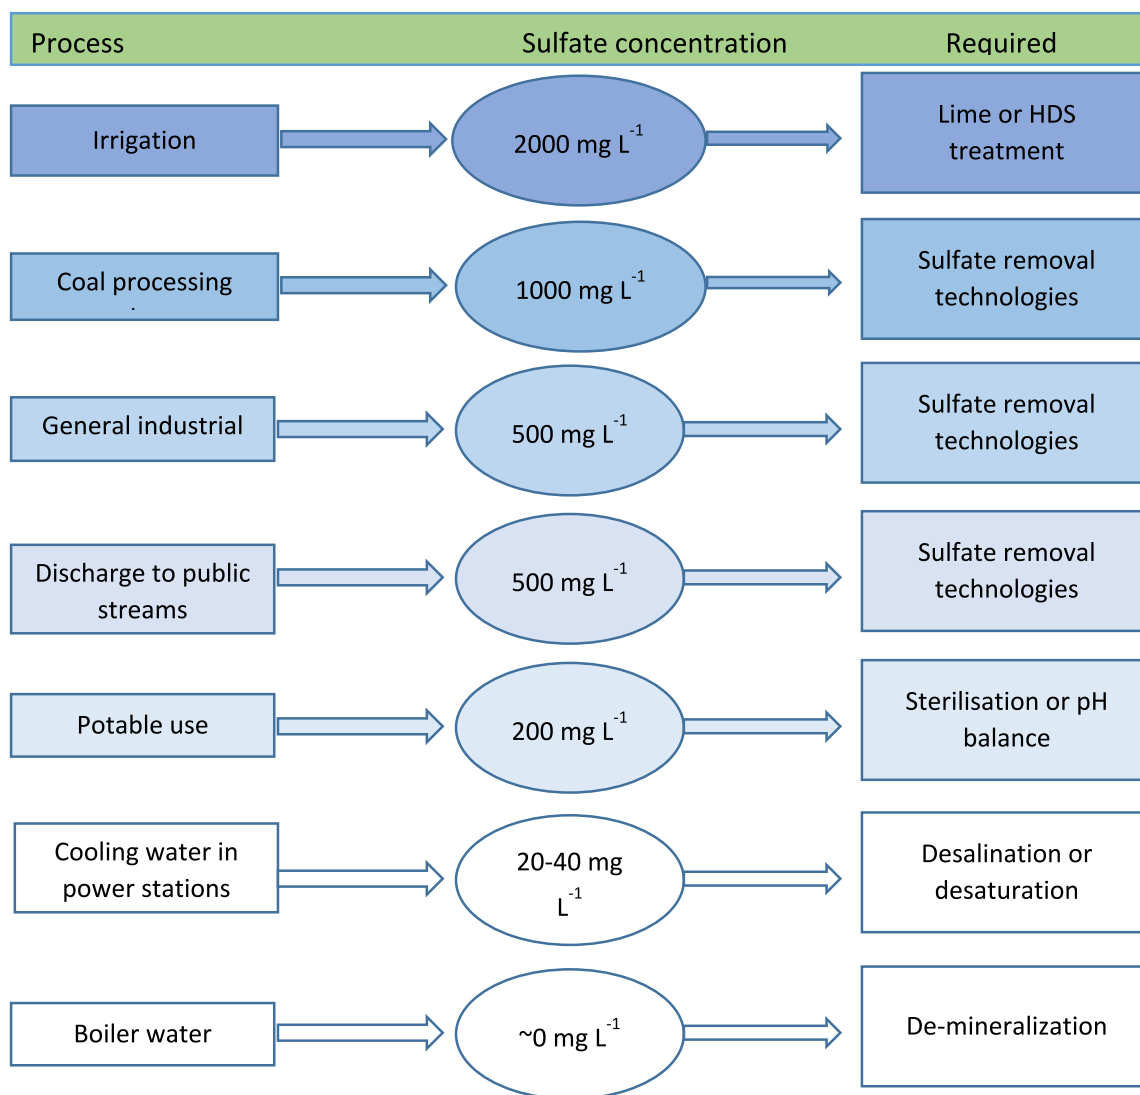 Process Sulfate concentration Required
Irrigation
2000 mg L-1
Lime or HDS
treatment
Coal processing
1000 mg L-1
Sulfate removal
technologies
General industrial
500 mg L-1
Sulfate removal
technologies
Discharge to public
streams
500 mg L-1
Sulfate removal
technologies
Potable use
200 mg L-1
Sterilisation or pH
balance
Cooling water in
power stations
20-40 mg
L-1
Desalination or
desaturation
Boiler water
~0 mg L-1
De-mineralization